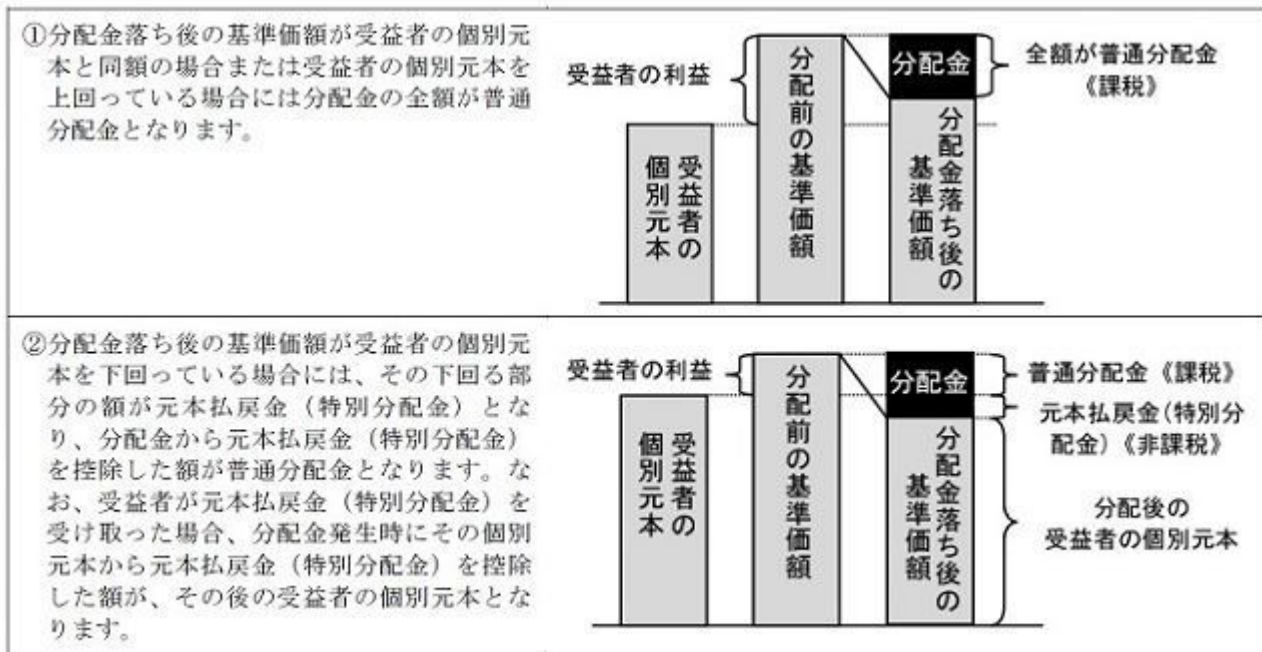 ①分配金落ち後の基準価額が受益者の個別元
本と同額の場合または受益者の個別元本を
上回っている場合には分配金の全額が普通
分配金となります。
受益者の利益
受益者の
個別元本
分配前の基準価額
分配金
分配金落ち後の
基準価額
全額が普通分配金
《課税》
②分配金落ち後の基準価額が受益者の個別元
本を下回っている場合には、その下回る部
分の額が元本払戻金（特別分配金）とな
り、分配金から元本払戻金（特別分配金）
を控除した額が普通分配金となります。な
お、受益者が元本払戻金（特別分配金）を
受け取った場合、分配金発生時にその個別
元本から元本払戻金（特別分配金）を控除
した額が、その後の受益者の個別元本とな
ります。
受益者の利益
受益者の
個別元本
分配前の基準価額
分配金
分配金落ち後の
基準価額
普通分配金《課税》
元本払戻金(特別分
配金)《非課税》
分配後の
受益者の個別元本